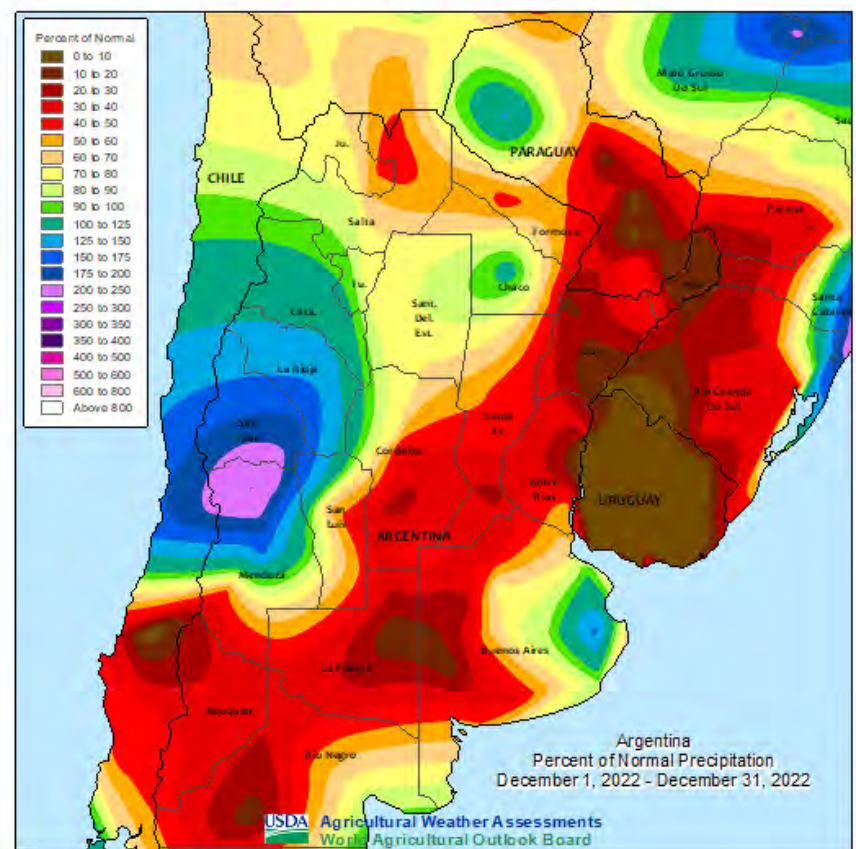 Percent of Normal
0 to 10
10 to 20
20 to 30
30 to 40
40 to 50
50 to 60
60 to 70
70 to 80
80 to 90
90 to 100
100 to 125
125 to 150
150 to 175
175 to 200
200 to 250
250 to 300
300 to 350
350 to 400
400 to 500
500 to 600
600 to 800
Above 800
Mato Grosso
Do Sul
Ju.
PARAGUAY
CHILE
Salta
Parana
Formosa
Tu.
Chaco
Santa
Sant.
Del
Est.
Cata.
La Rioja
Rio Grande
Do Sul
San
Santa
Fe
Cordoba
Entre
Rios
URUGUAY
San
Luis
ARGENTINA
Mendoza
Buenos Aires
La Pampa
Neuquen
Rio Negro
Argentina
Percent of Normal Precipitation
December 1, 2022 - December 31, 2022
USDA Agricultural Weather Assessments
World Agricultural Outlook Board